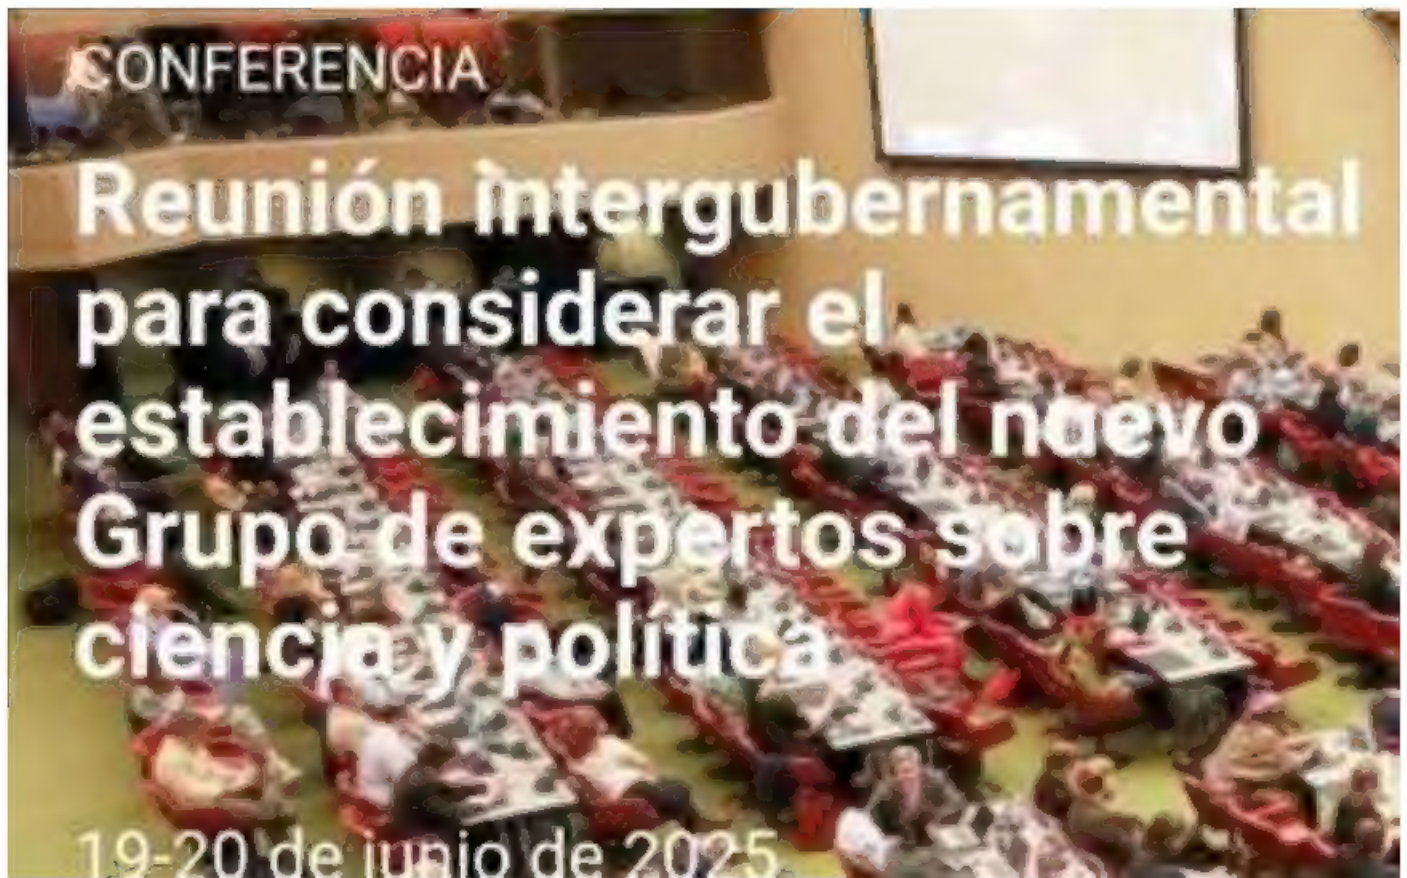 CONFERENCIA
Reunión intergubernamental
para considerar el
establecimiento del nuevo
Grupo de expertos sobre
ciencia y política
19-20 de junio de 2025